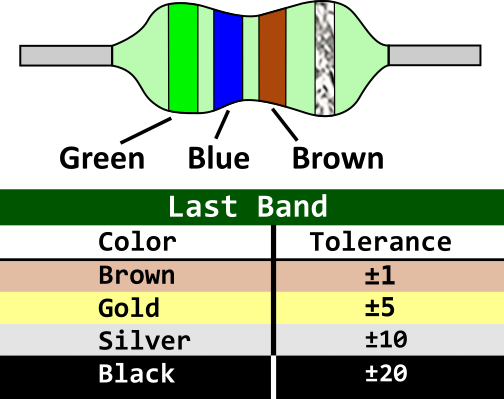 Green Blue Brown
Last Band
Color Tolerance
Brown ±1
Gold ±5
Silver ±10
Black ±20